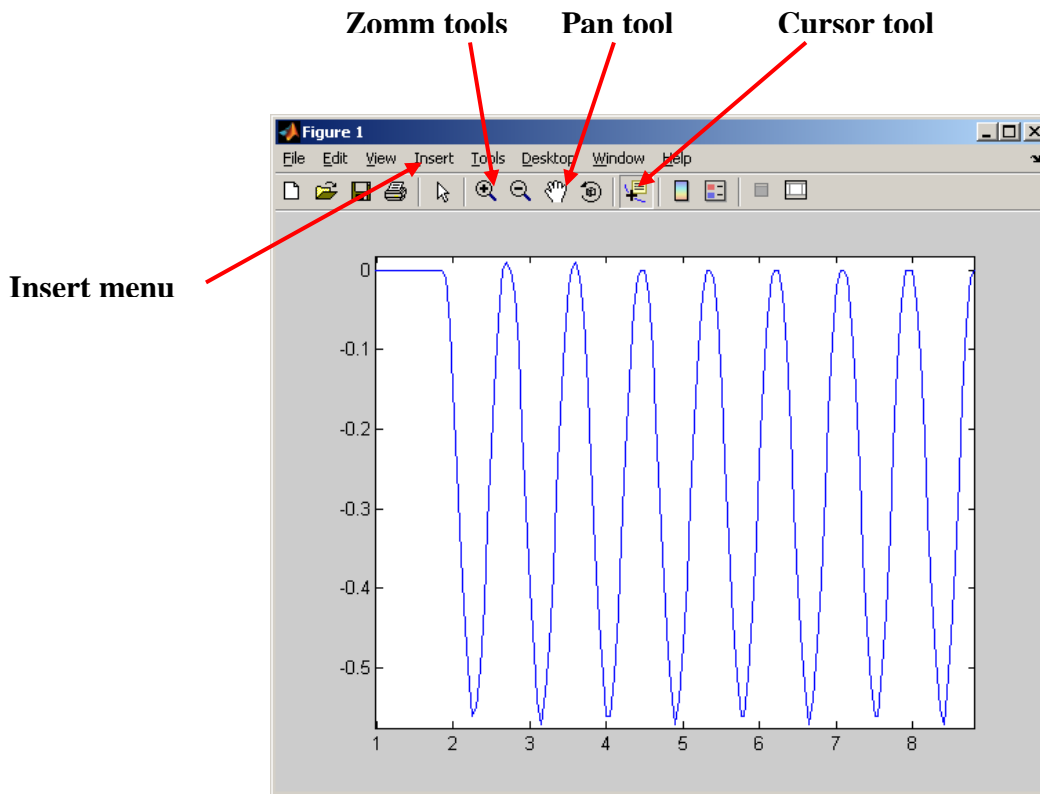 Zomm tools Pan tool Cursor tool
Figure 1
File Edit View Insert Tools Desktop Window Help
Insert menu
0
-0.1
-0.2
-0.3
-0.4
-0.5
1 2 3 4 5 6 7 8